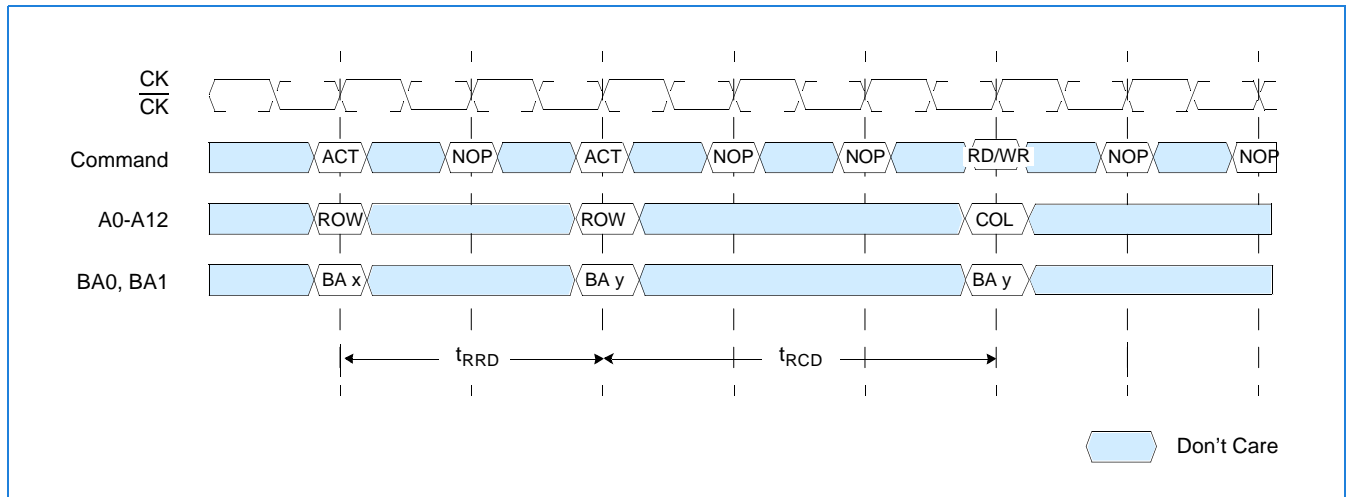 CK
CK
Command ACT NOP ACT NOP NOP RD/WR NOP NOP
A0-A12 ROW ROW COL
BA0, BA1 BA x BA y BA y
tRRD tRCD
Don't Care